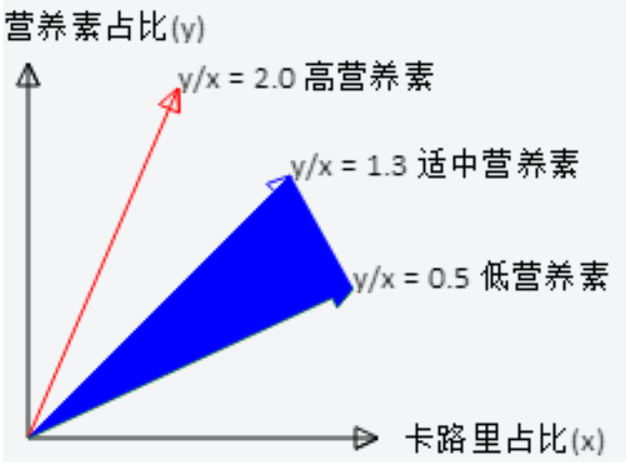 营养素占比(y)
y/x = 2.0 高营养素
y/x = 1.3 适中营养素
y/x = 0.5 低营养素
卡路里占比(x)